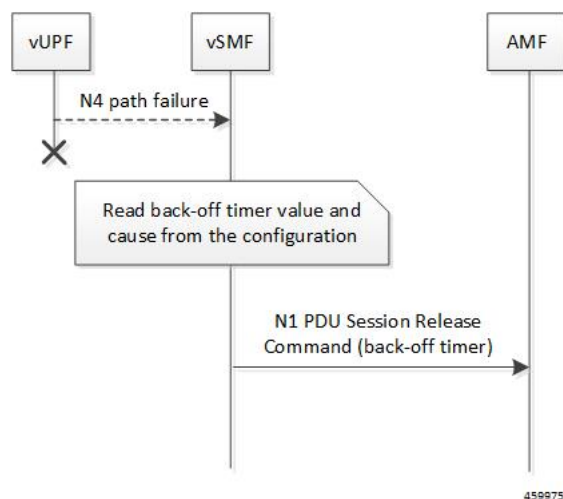 vUPF
vSMF
AMF
N4 path failure
Read back-off timer value and
cause from the configuration
N1 PDU Session Release
Command (back-off timer)
459975